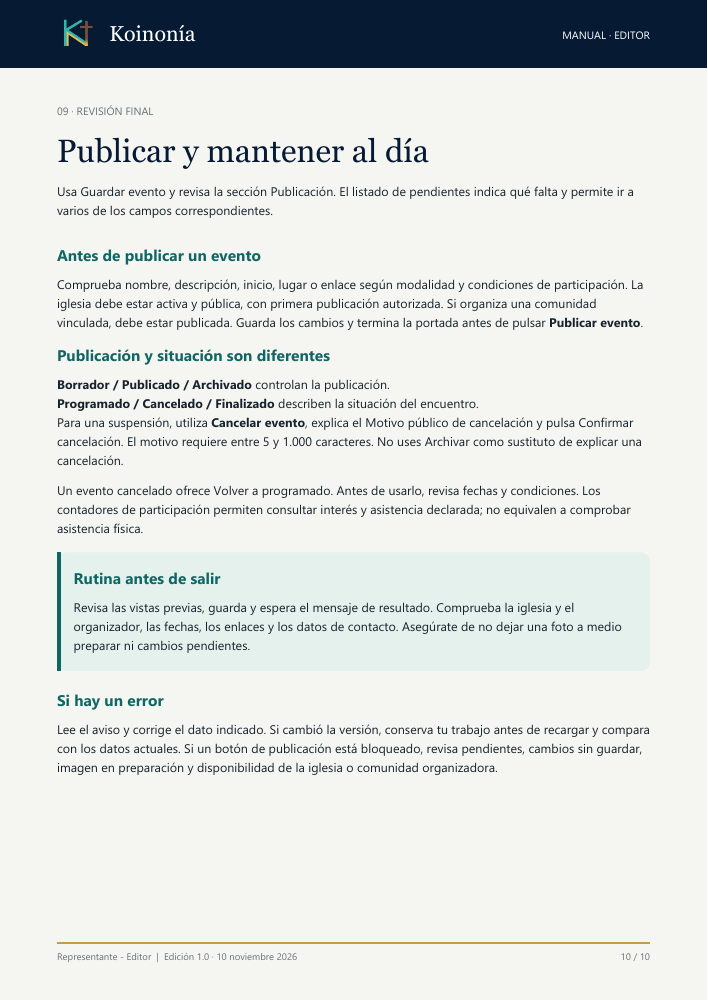 Koinonía
MANUAL · EDITOR
09 · REVISIÓN FINAL
Publicar y mantener al día
Usa Guardar evento y revisa la sección Publicación. El listado de pendientes indica qué falta y permite ir a
varios de los campos correspondientes.
Antes de publicar un evento
Comprueba nombre, descripción, inicio, lugar o enlace según modalidad y condiciones de participación. La
iglesia debe estar activa y pública, con primera publicación autorizada. Si organiza una comunidad
vinculada, debe estar publicada. Guarda los cambios y termina la portada antes de pulsar Publicar evento.
Publicación y situación son diferentes
Borrador / Publicado / Archivado controlan la publicación.
Programado / Cancelado / Finalizado describen la situación del encuentro.
Para una suspensión, utiliza Cancelar evento, explica el Motivo público de cancelación y pulsa Confirmar
cancelación. El motivo requiere entre 5 y 1.000 caracteres. No uses Archivar como sustituto de explicar una
cancelación.
Un evento cancelado ofrece Volver a programado. Antes de usarlo, revisa fechas y condiciones. Los
contadores de participación permiten consultar interés y asistencia declarada; no equivalen a comprobar
asistencia física.
Rutina antes de salir
Revisa las vistas previas, guarda y espera el mensaje de resultado. Comprueba la iglesia y el
organizador, las fechas, los enlaces y los datos de contacto. Asegúrate de no dejar una foto a medio
preparar ni cambios pendientes.
Si hay un error
Lee el aviso y corrige el dato indicado. Si cambió la versión, conserva tu trabajo antes de recargar y compara
con los datos actuales. Si un botón de publicación está bloqueado, revisa pendientes, cambios sin guardar,
imagen en preparación y disponibilidad de la iglesia o comunidad organizadora.
Representante - Editor | Edición 1.0 · 10 noviembre 2026
10 / 10